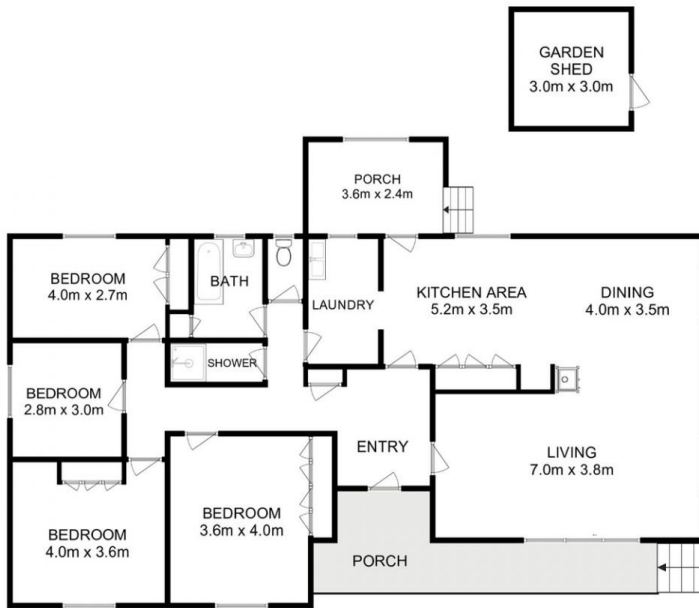 GARDEN
SHED
3.0m x 3.0m
PORCH
3.6m x 2.4m
BEDROOM
4.0m x 2.7m
BATH
LAUNDRY
KITCHEN AREA
5.2m x 3.5m
DINING
4.0m x 3.5m
SHOWER
BEDROOM
2.8m x 3.0m
ENTRY
LIVING
7.0m x 3.8m
BEDROOM
3.6m x 4.0m
BEDROOM
4.0m x 3.6m
PORCH